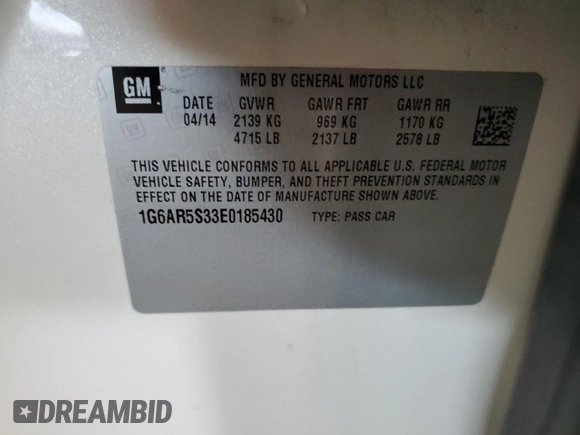 GM
MFD BY GENERAL MOTORS LLC
DATE GVWR GAWR FRT GAWR RR
04/14 2139 KG 969 KG 1170 KG
4715 LB 2137 LB 2578 LB
THIS VEHICLE CONFORMS TO ALL APPLICABLE U.S. FEDERAL MOTOR
VEHICLE SAFETY, BUMPER, AND THEFT PREVENTION STANDARDS IN
EFFECT ON THE DATE OF MANUFACTURE SHOWN ABOVE.
1G6AR5S33E0185430 TYPE: PASS CAR
DREAMBID